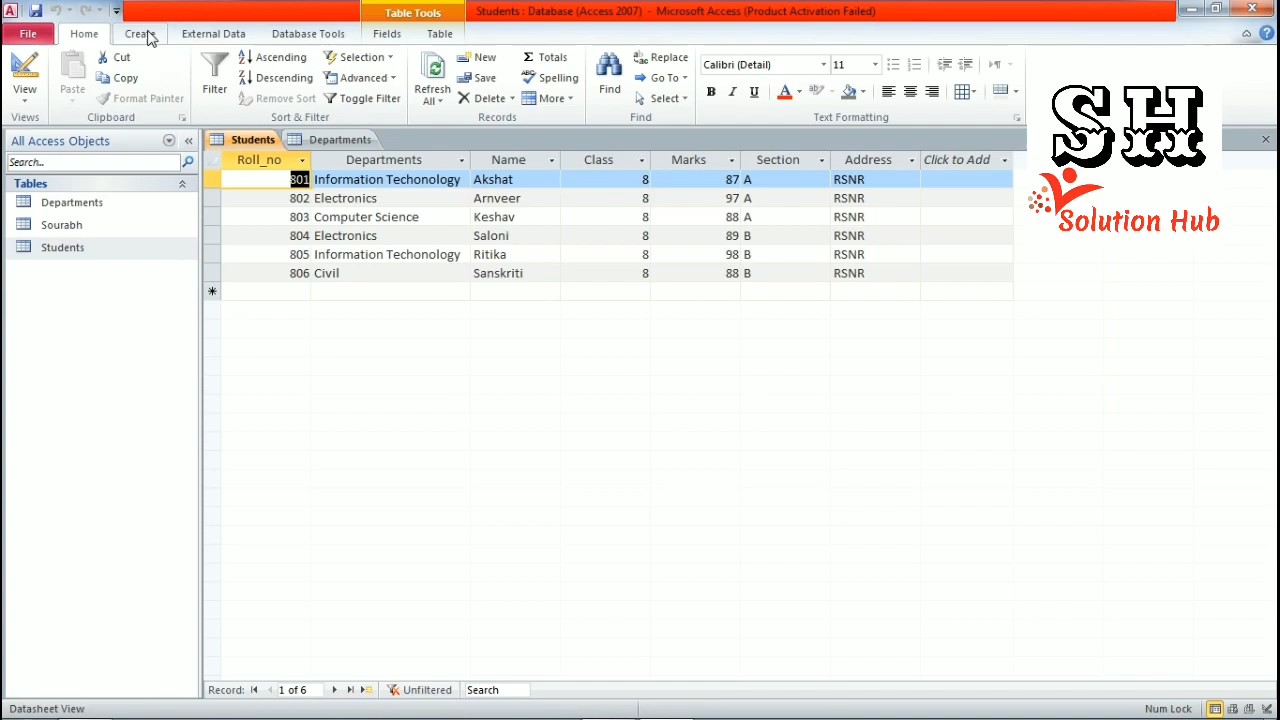 Table Tools
Students : Database (Access 2007) - Microsoft Access (Product Activation Failed)
File Home Create External Data Database Tools Fields Table
View
Views
Paste
Cut
Copy
Format Painter
Clipboard
Filter
Ascending
Descending
Remove Sort
Selection
Advanced
Toggle Filter
Sort & Filter
Refresh
All
New
Save
Delete
Totals
Spelling
More
Records
Find
Replace
Go To
Select
Find
Calibri (Detail) 11
B I U A ab
Text Formatting
SH
Solution Hub
All Access Objects
Search...
Tables
Departments
Sourabh
Students
Students Departments
Roll_no Departments Name Class Marks Section Address Click to Add
801 Information Techonology Akshat 8 87 A RSNR
802 Electronics Arnveer 8 97 A RSNR
803 Computer Science Keshav 8 88 A RSNR
804 Electronics Saloni 8 89 B RSNR
805 Information Techonology Ritika 8 98 B RSNR
806 Civil Sanskriti 8 88 B RSNR
Record: 1 of 6 Unfiltered Search
Datasheet View Num Lock